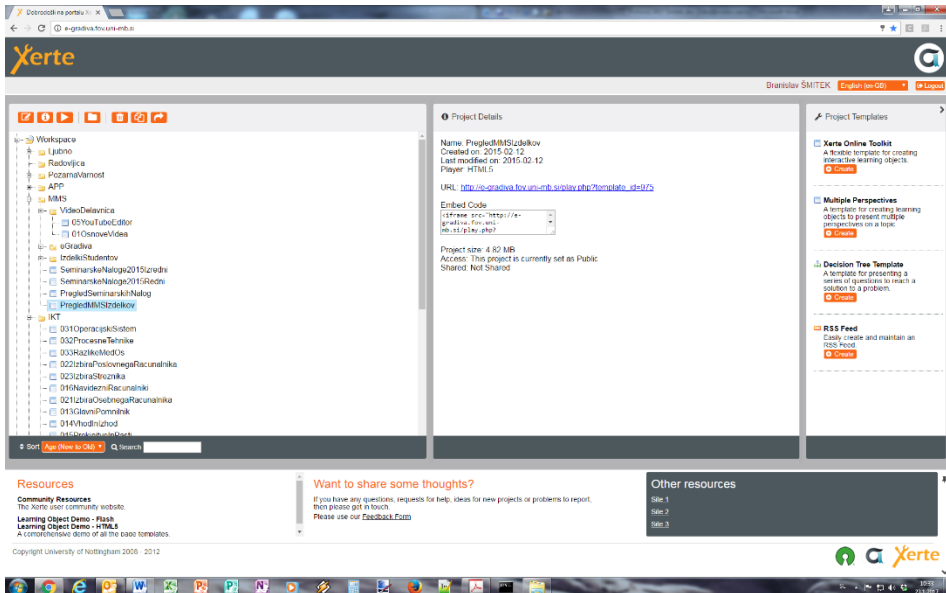 Dobrodošli na portalu Xe
e-gradiva.fov.uni-mb.si
Xerte
Branislav ŠMITEK English (en-GB) Logout
Workspace
Ljubno
Radovljica
PozarnaVarnost
APP
MMS
VideoDelavnica
05YouTubeEditor
01OsnoveVidea
eGradiva
IzdelkiStudentov
SeminarskeNaloge2015Izredni
SeminarskeNaloge2015Redni
PregledSeminarskihNalog
PregledMMSIzdelkov
IKT
031OperacijskiSistem
032ProcesneTehnike
033RazlikeMedOs
022IzbiraPoslovnegaRacunalnika
023IzbiraStreznika
016NavidezniRacunalniki
021IzbiraOsebnegaRacunalnika
013GlavniPomnilnik
014VhodInIzhod
Sort Age (New to Old) Search
Project Details
Name: PregledMMSIzdelkov
Created on: 2015-02-12
Last modified on: 2015-02-12
Player: HTML5
URL: http://e-gradiva.fov.uni-mb.si/play.php?template_id=975
Embed Code
<iframe src="http://e-
gradiva.fov.uni-
mb.si/play.php?
Project size: 4.82 MB
Access: This project is currently set as Public
Shared: Not Shared
Project Templates
Xerte Online Toolkit
A flexible template for creating
interactive learning objects.
Create
Multiple Perspectives
A template for creating learning
objects to present multiple
perspectives on a topic.
Create
Decision Tree Template
A template for presenting a
series of questions to reach a
solution to a problem.
Create
RSS Feed
Easily create and maintain an
RSS Feed.
Create
Resources
Community Resources
The Xerte user community website.
Learning Object Demo - Flash
Learning Object Demo - HTML5
A comprehensive demo of all the page templates.
Want to share some thoughts?
If you have any questions, requests for help, ideas for new projects or problems to report,
then please get in touch.
Please use our Feedback Form
Other resources
Site 1
Site 2
Site 3
Copyright University of Nottingham 2008 - 2012
Xerte
10:33